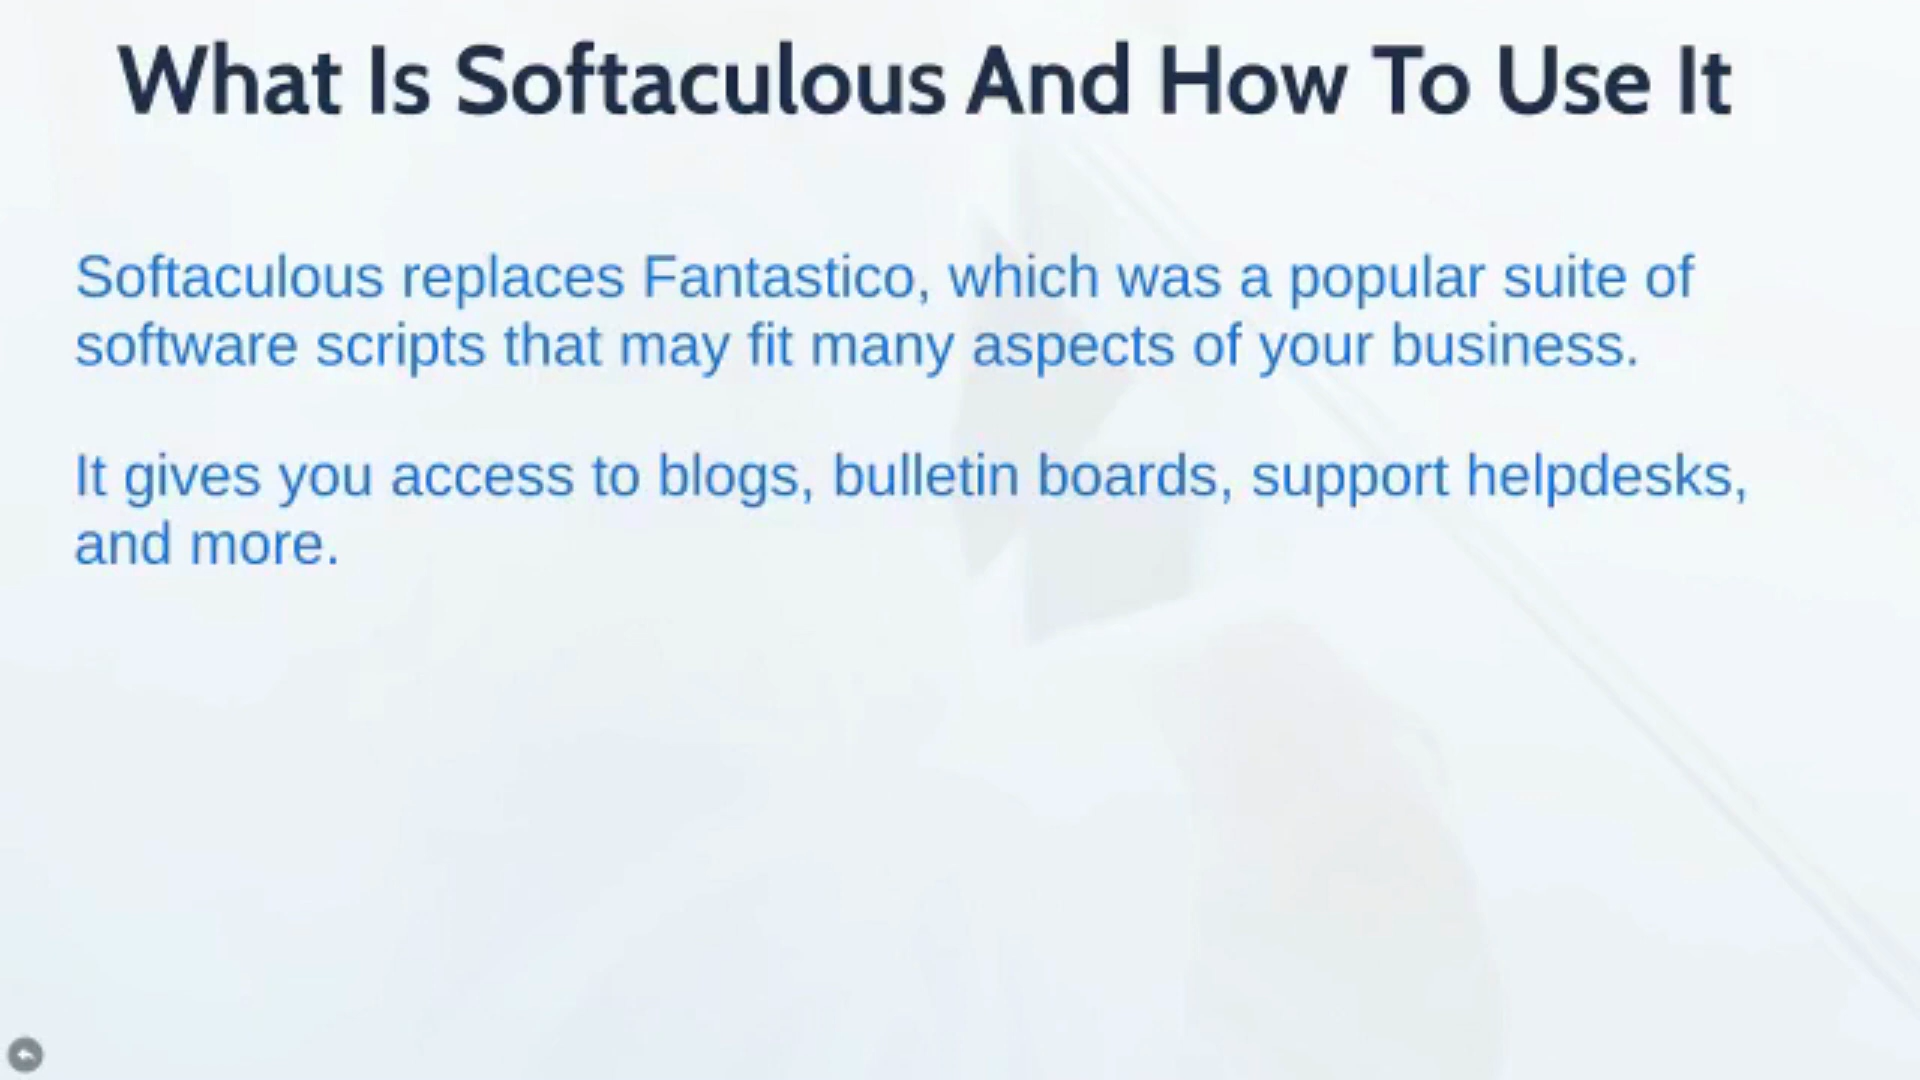 What Is Softaculous And How To Use It
Softaculous replaces Fantastico, which was a popular suite of
software scripts that may fit many aspects of your business.
It gives you access to blogs, bulletin boards, support helpdesks,
and more.